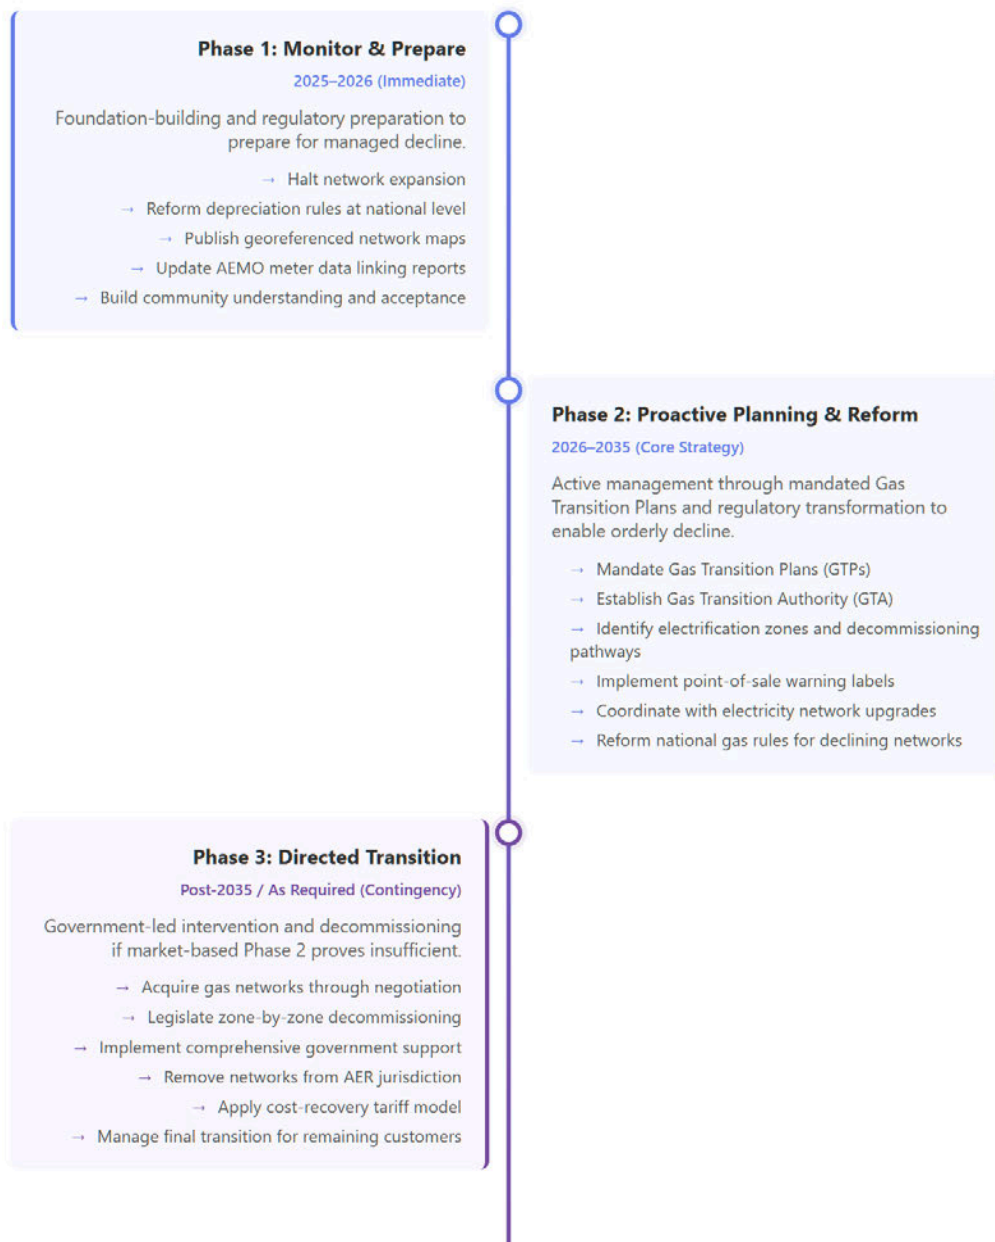 Phase 1: Monitor & Prepare
2025–2026 (Immediate)
Foundation-building and regulatory preparation to
prepare for managed decline.
→ Halt network expansion
→ Reform depreciation rules at national level
→ Publish georeferenced network maps
→ Update AEMO meter data linking reports
→ Build community understanding and acceptance
Phase 2: Proactive Planning & Reform
2026–2035 (Core Strategy)
Active management through mandated Gas
Transition Plans and regulatory transformation to
enable orderly decline.
→ Mandate Gas Transition Plans (GTPs)
→ Establish Gas Transition Authority (GTA)
→ Identify electrification zones and decommissioning
pathways
→ Implement point-of-sale warning labels
→ Coordinate with electricity network upgrades
→ Reform national gas rules for declining networks
Phase 3: Directed Transition
Post-2035 / As Required (Contingency)
Government-led intervention and decommissioning
if market-based Phase 2 proves insufficient.
→ Acquire gas networks through negotiation
→ Legislate zone-by-zone decommissioning
→ Implement comprehensive government support
→ Remove networks from AER jurisdiction
→ Apply cost-recovery tariff model
→ Manage final transition for remaining customers